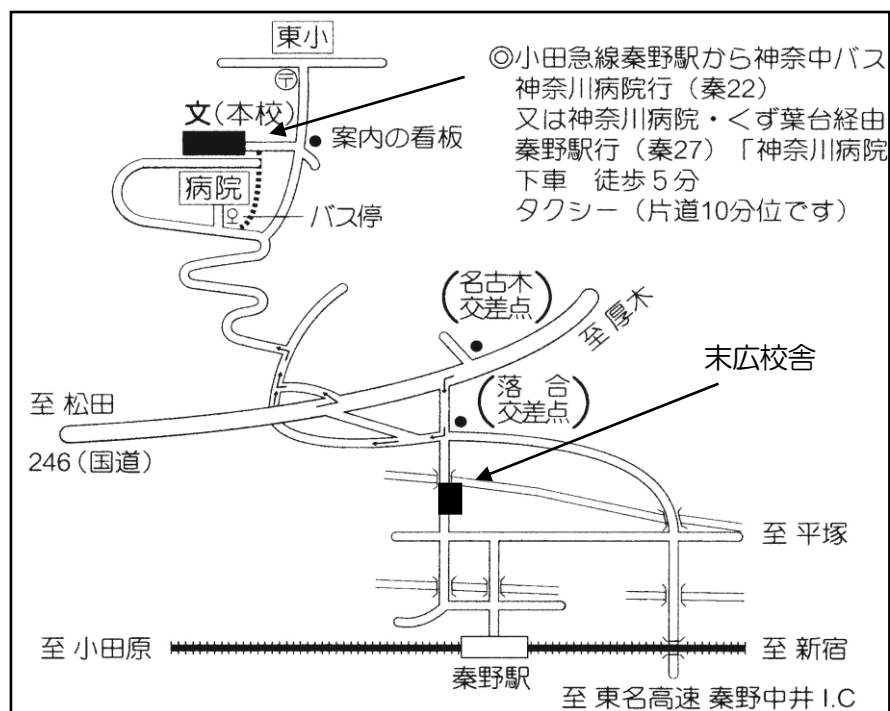 東小
〒
文(本校)
案内の看板
病院
バス停
◎小田急線秦野駅から神奈中バス
神奈川病院行(秦22)
又は神奈川病院・くず葉台経由
秦野駅行(秦27)「神奈川病院
下車 徒歩5分
タクシー(片道10分位です)
(名古木
交差点)
至 厚木
末広校舎
(落 合
交差点)
至 松田
246(国道)
至 平塚
至 小田原
秦野駅
至 新宿
至 東名高速 秦野中井 I.C